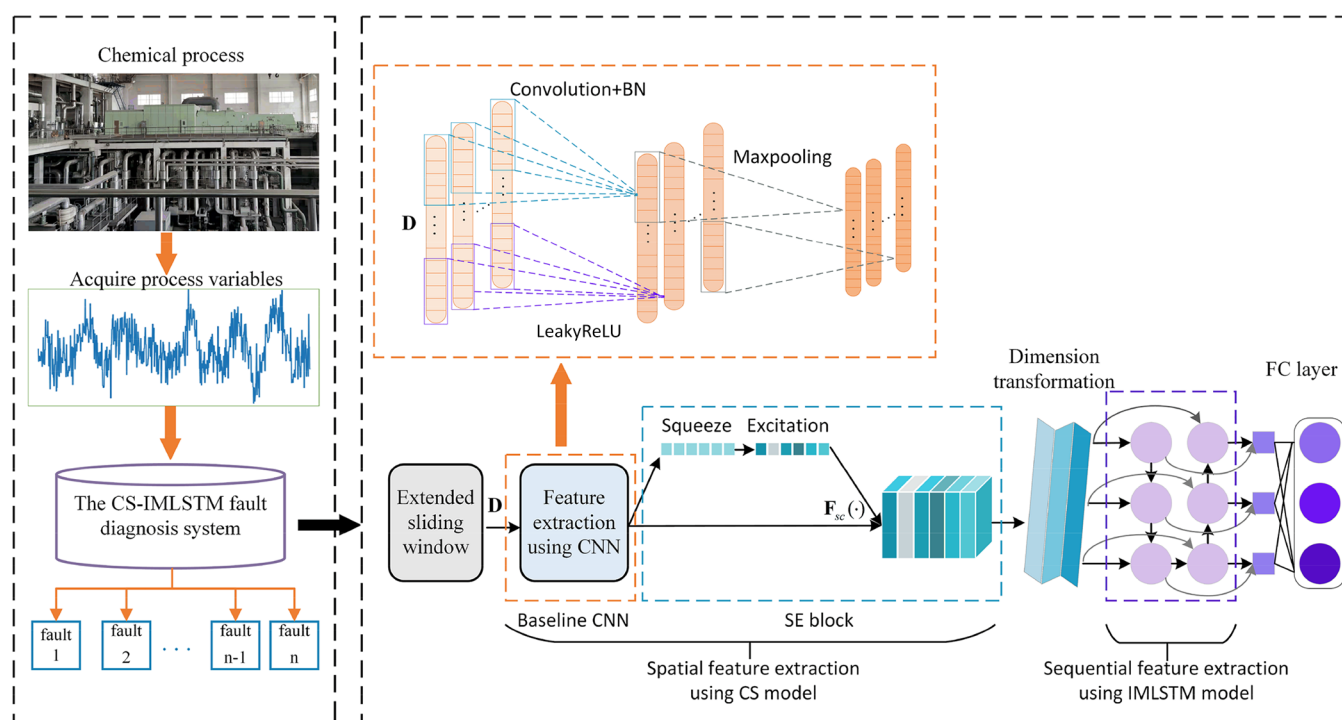 Chemical process
Acquire process variables
The CS-IMLSTM fault
diagnosis system
fault
1
fault
2
. . .
fault
n-1
fault
n
Convolution+BN
Maxpooling
D
LeakyReLU
Extended
sliding
window
D
Feature
extraction
using CNN
Baseline CNN
Squeeze
Excitation
F_sc(·)
SE block
Spatial feature extraction
using CS model
Dimension
transformation
FC layer
Sequential feature extraction
using IMLSTM model